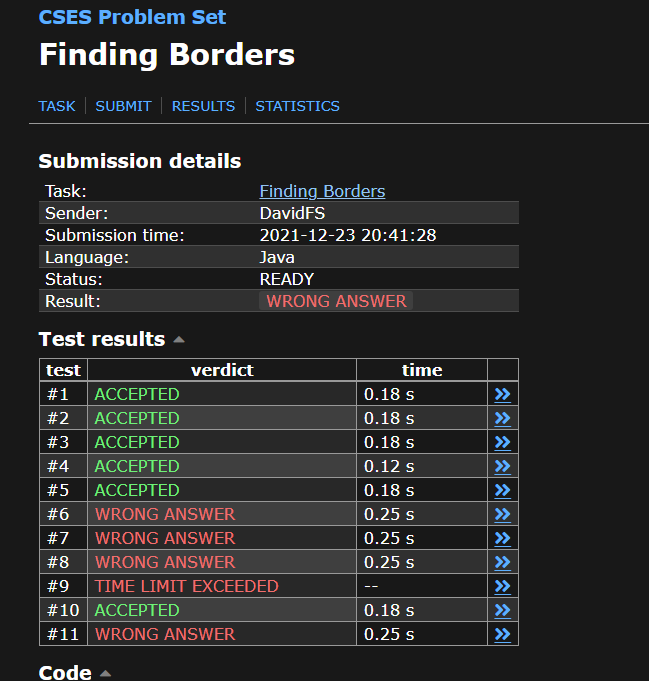 CSES Problem Set
Finding Borders
TASK SUBMIT RESULTS STATISTICS
Submission details
Task: Finding Borders
Sender: DavidFS
Submission time: 2021-12-23 20:41:28
Language: Java
Status: READY
Result: WRONG ANSWER
Test results
test verdict time
#1 ACCEPTED 0.18 s
#2 ACCEPTED 0.18 s
#3 ACCEPTED 0.18 s
#4 ACCEPTED 0.12 s
#5 ACCEPTED 0.18 s
#6 WRONG ANSWER 0.25 s
#7 WRONG ANSWER 0.25 s
#8 WRONG ANSWER 0.25 s
#9 TIME LIMIT EXCEEDED --
#10 ACCEPTED 0.18 s
#11 WRONG ANSWER 0.25 s
Code